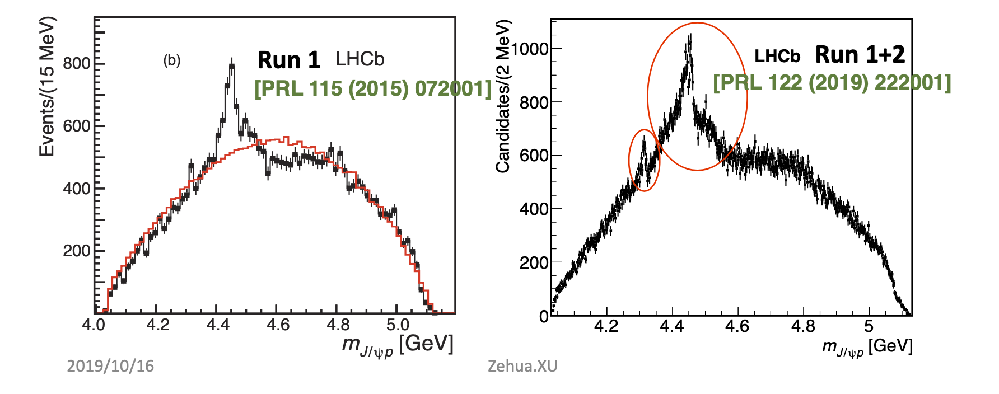 Events/(15 MeV)
800
600
400
200
(b)
Run 1 LHCb
[PRL 115 (2015) 072001]
4.0 4.2 4.4 4.6 4.8 5.0
m_{J/ψp} [GeV]
Candidates/(2 MeV)
1000
800
600
400
200
0
LHCb Run 1+2
[PRL 122 (2019) 222001]
4.2 4.4 4.6 4.8 5
m_{J/ψp} [GeV]
2019/10/16
Zehua.XU